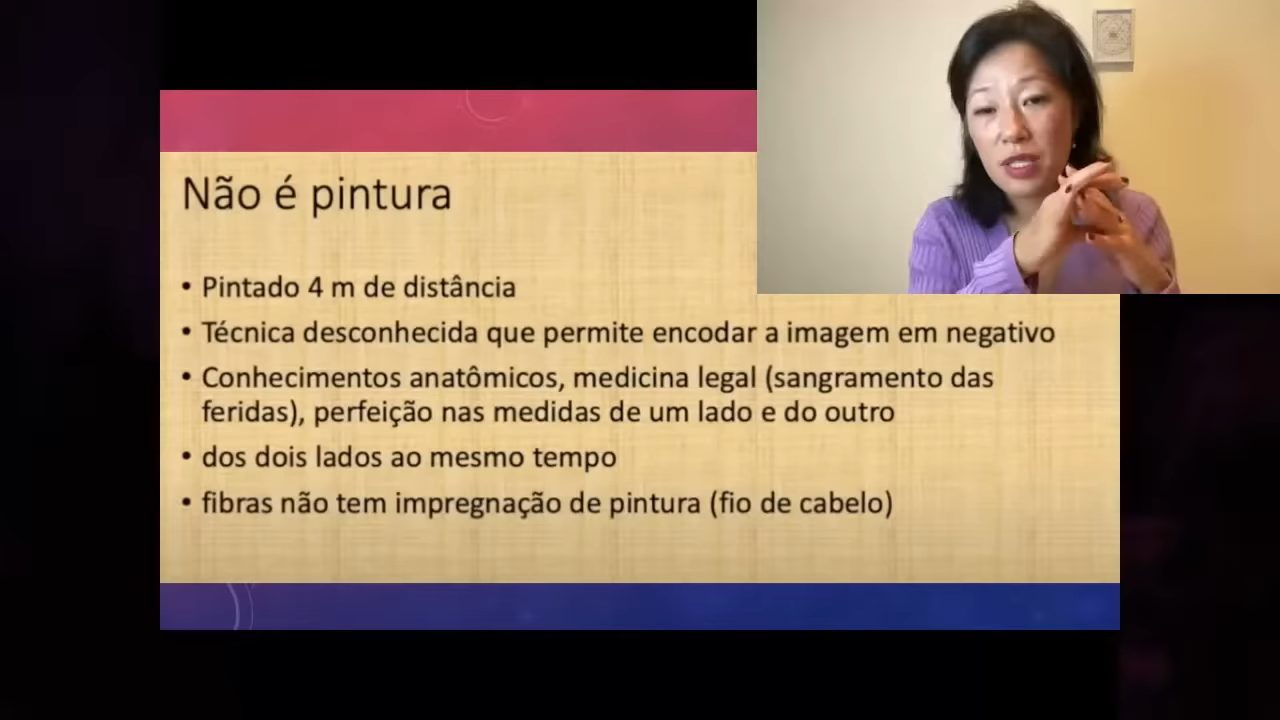 Não é pintura
• Pintado 4 m de distância
• Técnica desconhecida que permite encodar a imagem em negativo
• Conhecimentos anatômicos, medicina legal (sangramento das
feridas), perfeição nas medidas de um lado e do outro
• dos dois lados ao mesmo tempo
• fibras não tem impregnação de pintura (fio de cabelo)